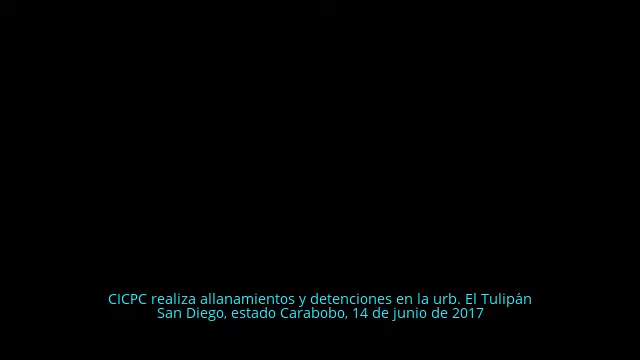 CICPC realiza allanamientos y detenciones en la urb. El Tulipán
San Diego, estado Carabobo, 14 de junio de 2017